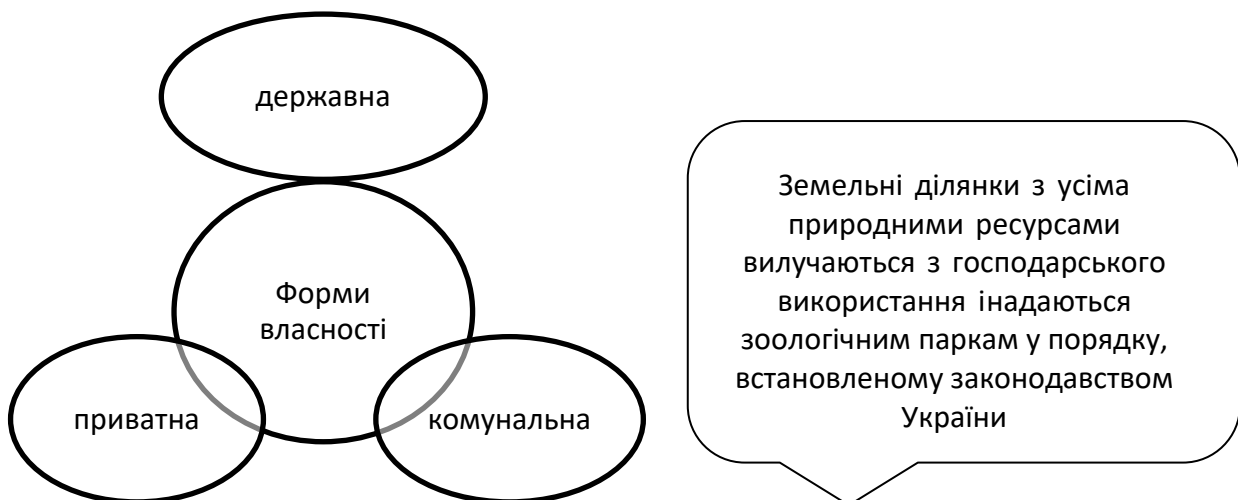 державна
Форми
власності
приватна
комунальна
Земельні ділянки з усіма
природними ресурсами
вилучаються з господарського
використання інадаються
зоологічним паркам у порядку,
встановленому законодавством
України